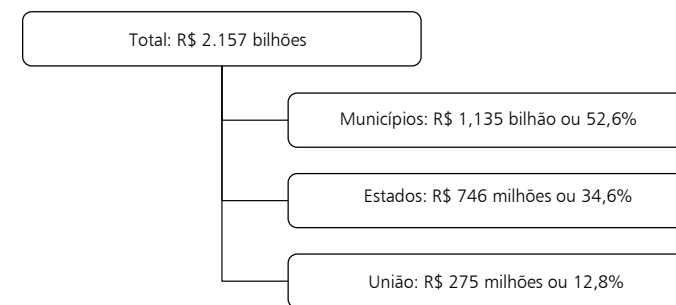 Total: R$ 2.157 bilhões
Municípios: R$ 1,135 bilhão ou 52,6%
Estados: R$ 746 milhões ou 34,6%
União: R$ 275 milhões ou 12,8%